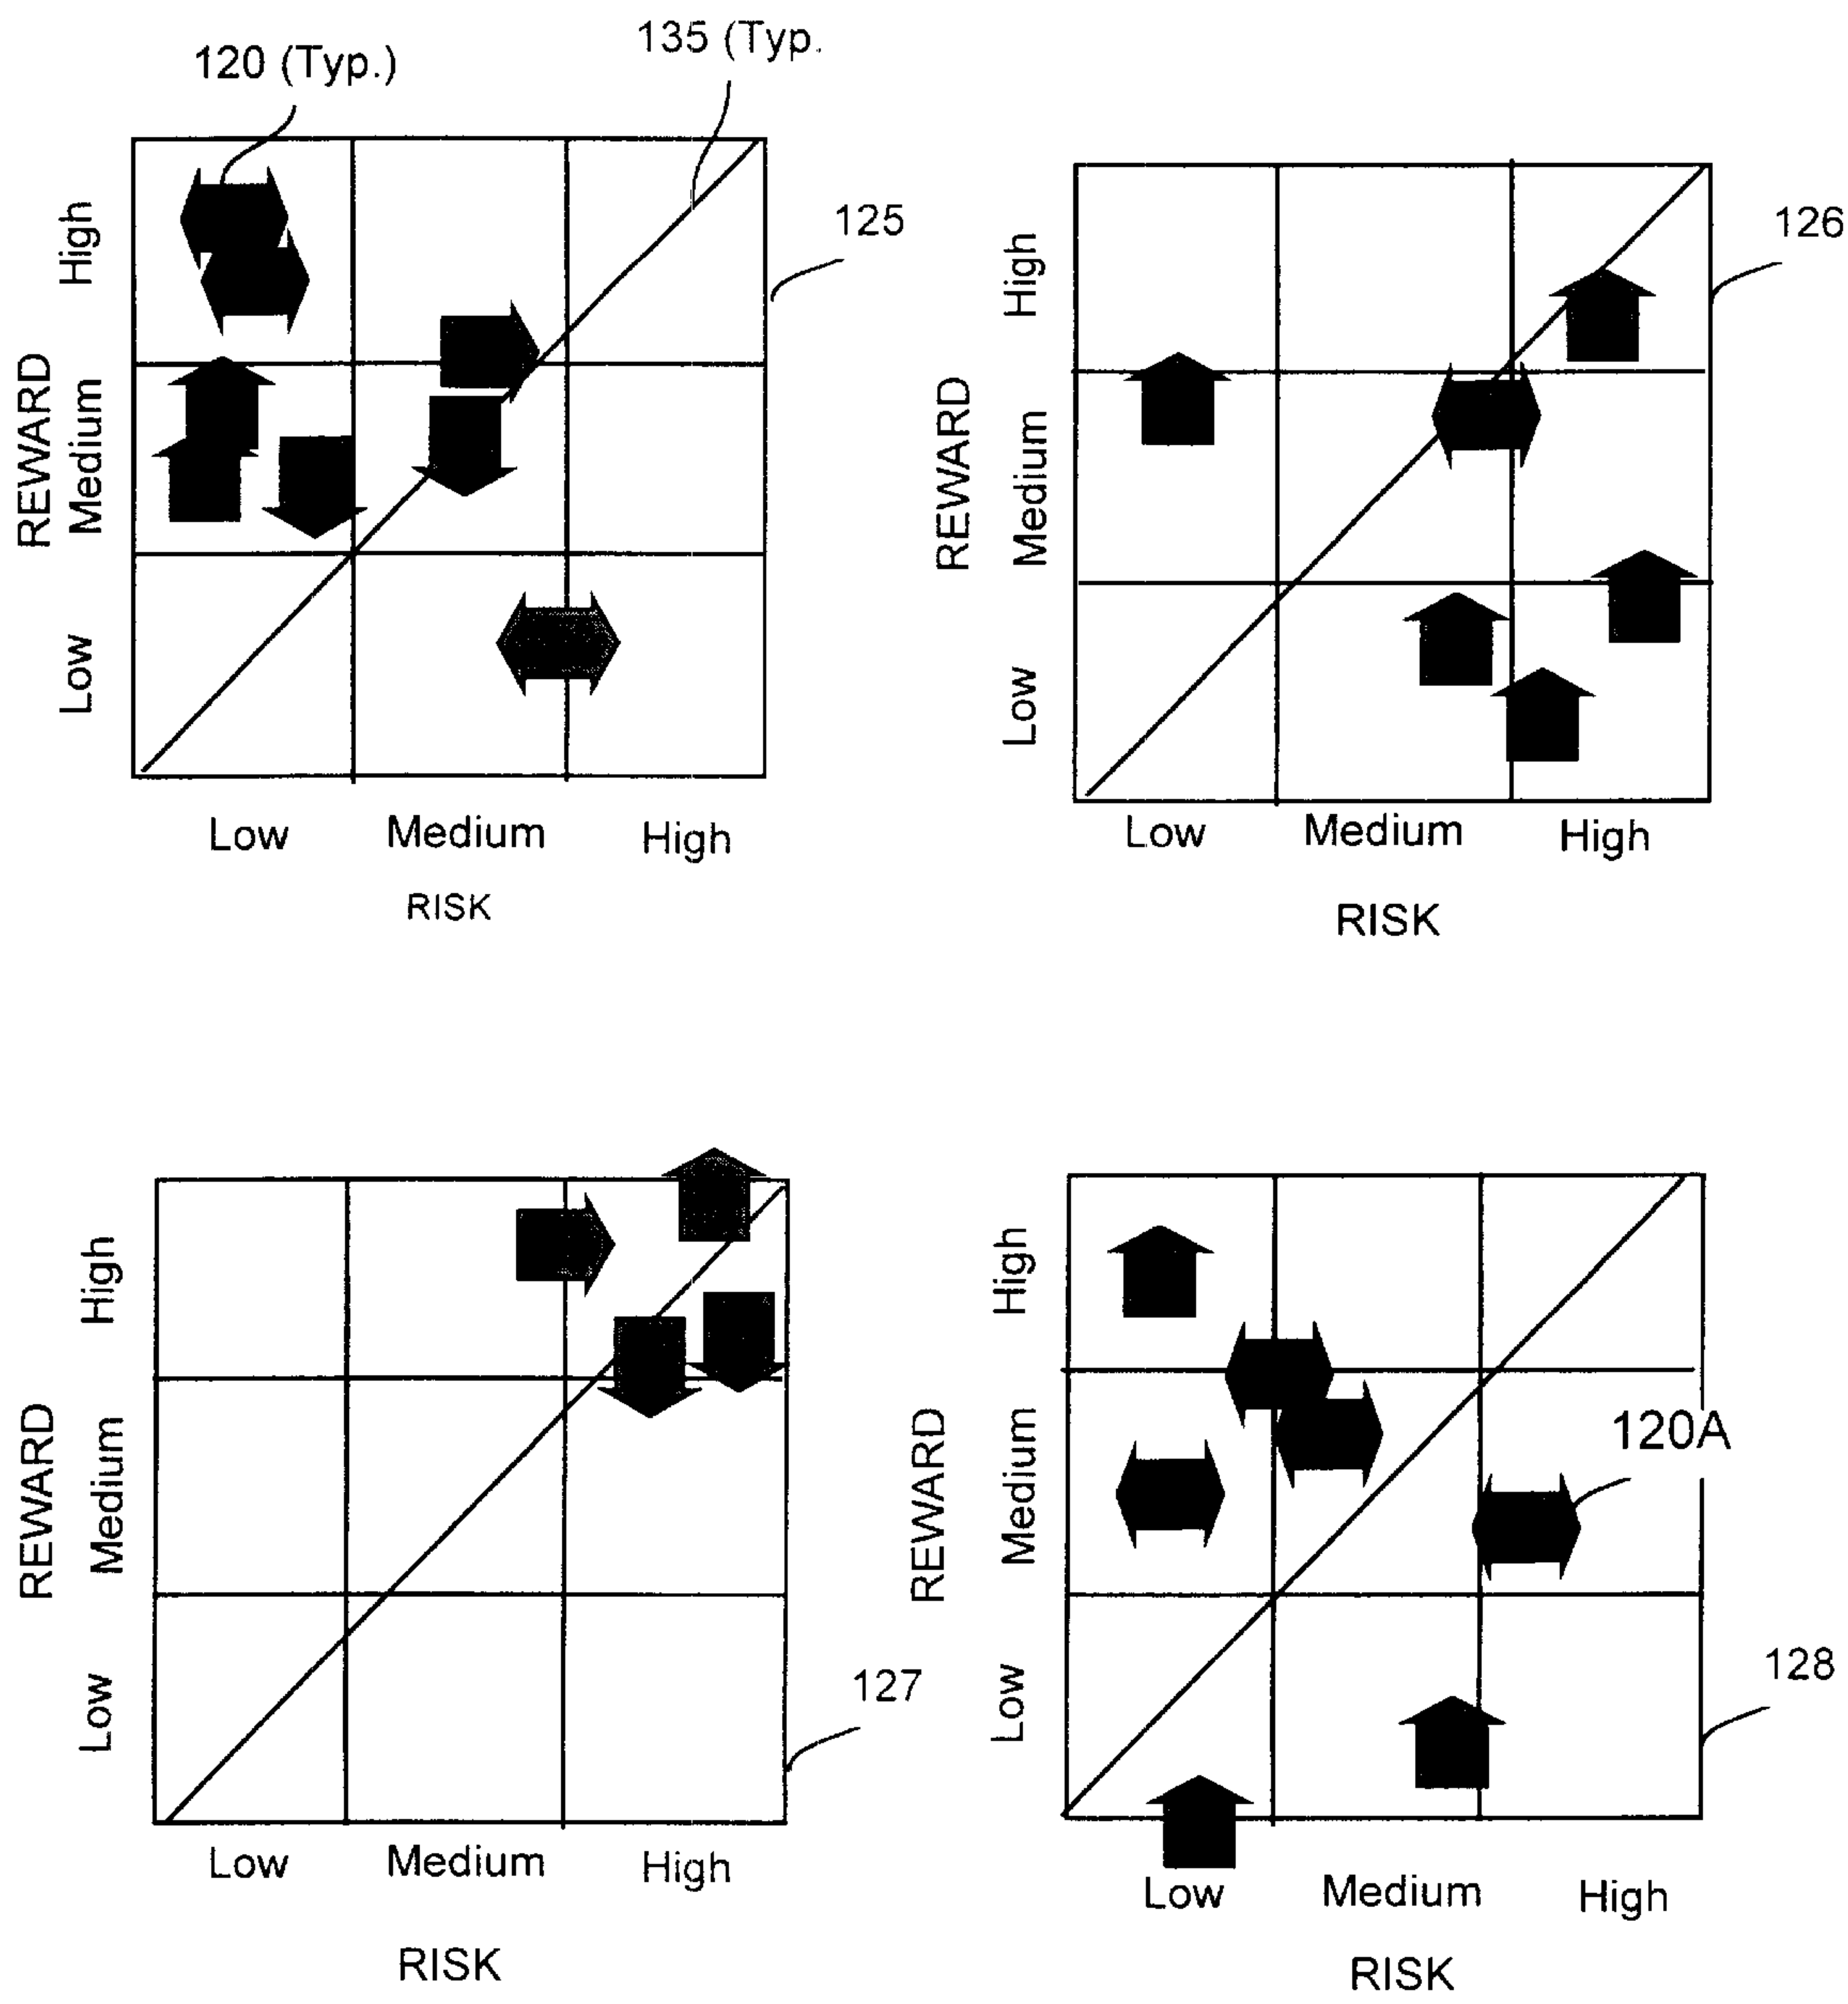 120 (Typ.)
135 (Typ.
125
REWARD
High
Medium
Low
Low Medium High
RISK
126
REWARD
High
Medium
Low
Low Medium High
RISK
REWARD
High
Medium
Low
127
Low Medium High
RISK
REWARD
High
Medium
Low
120A
128
Low Medium High
RISK